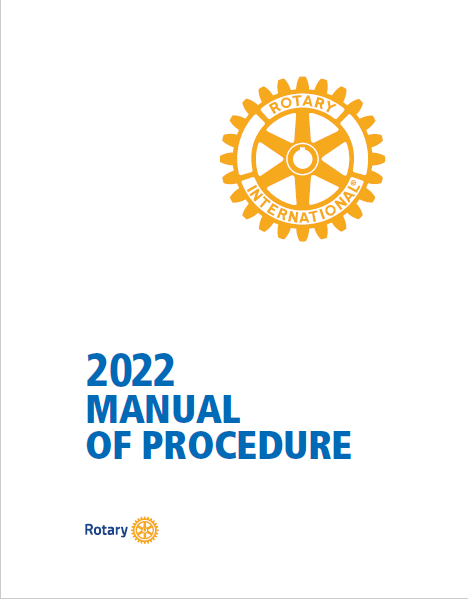 ROTARY
INTERNATIONAL®
2022
MANUAL
OF PROCEDURE
Rotary